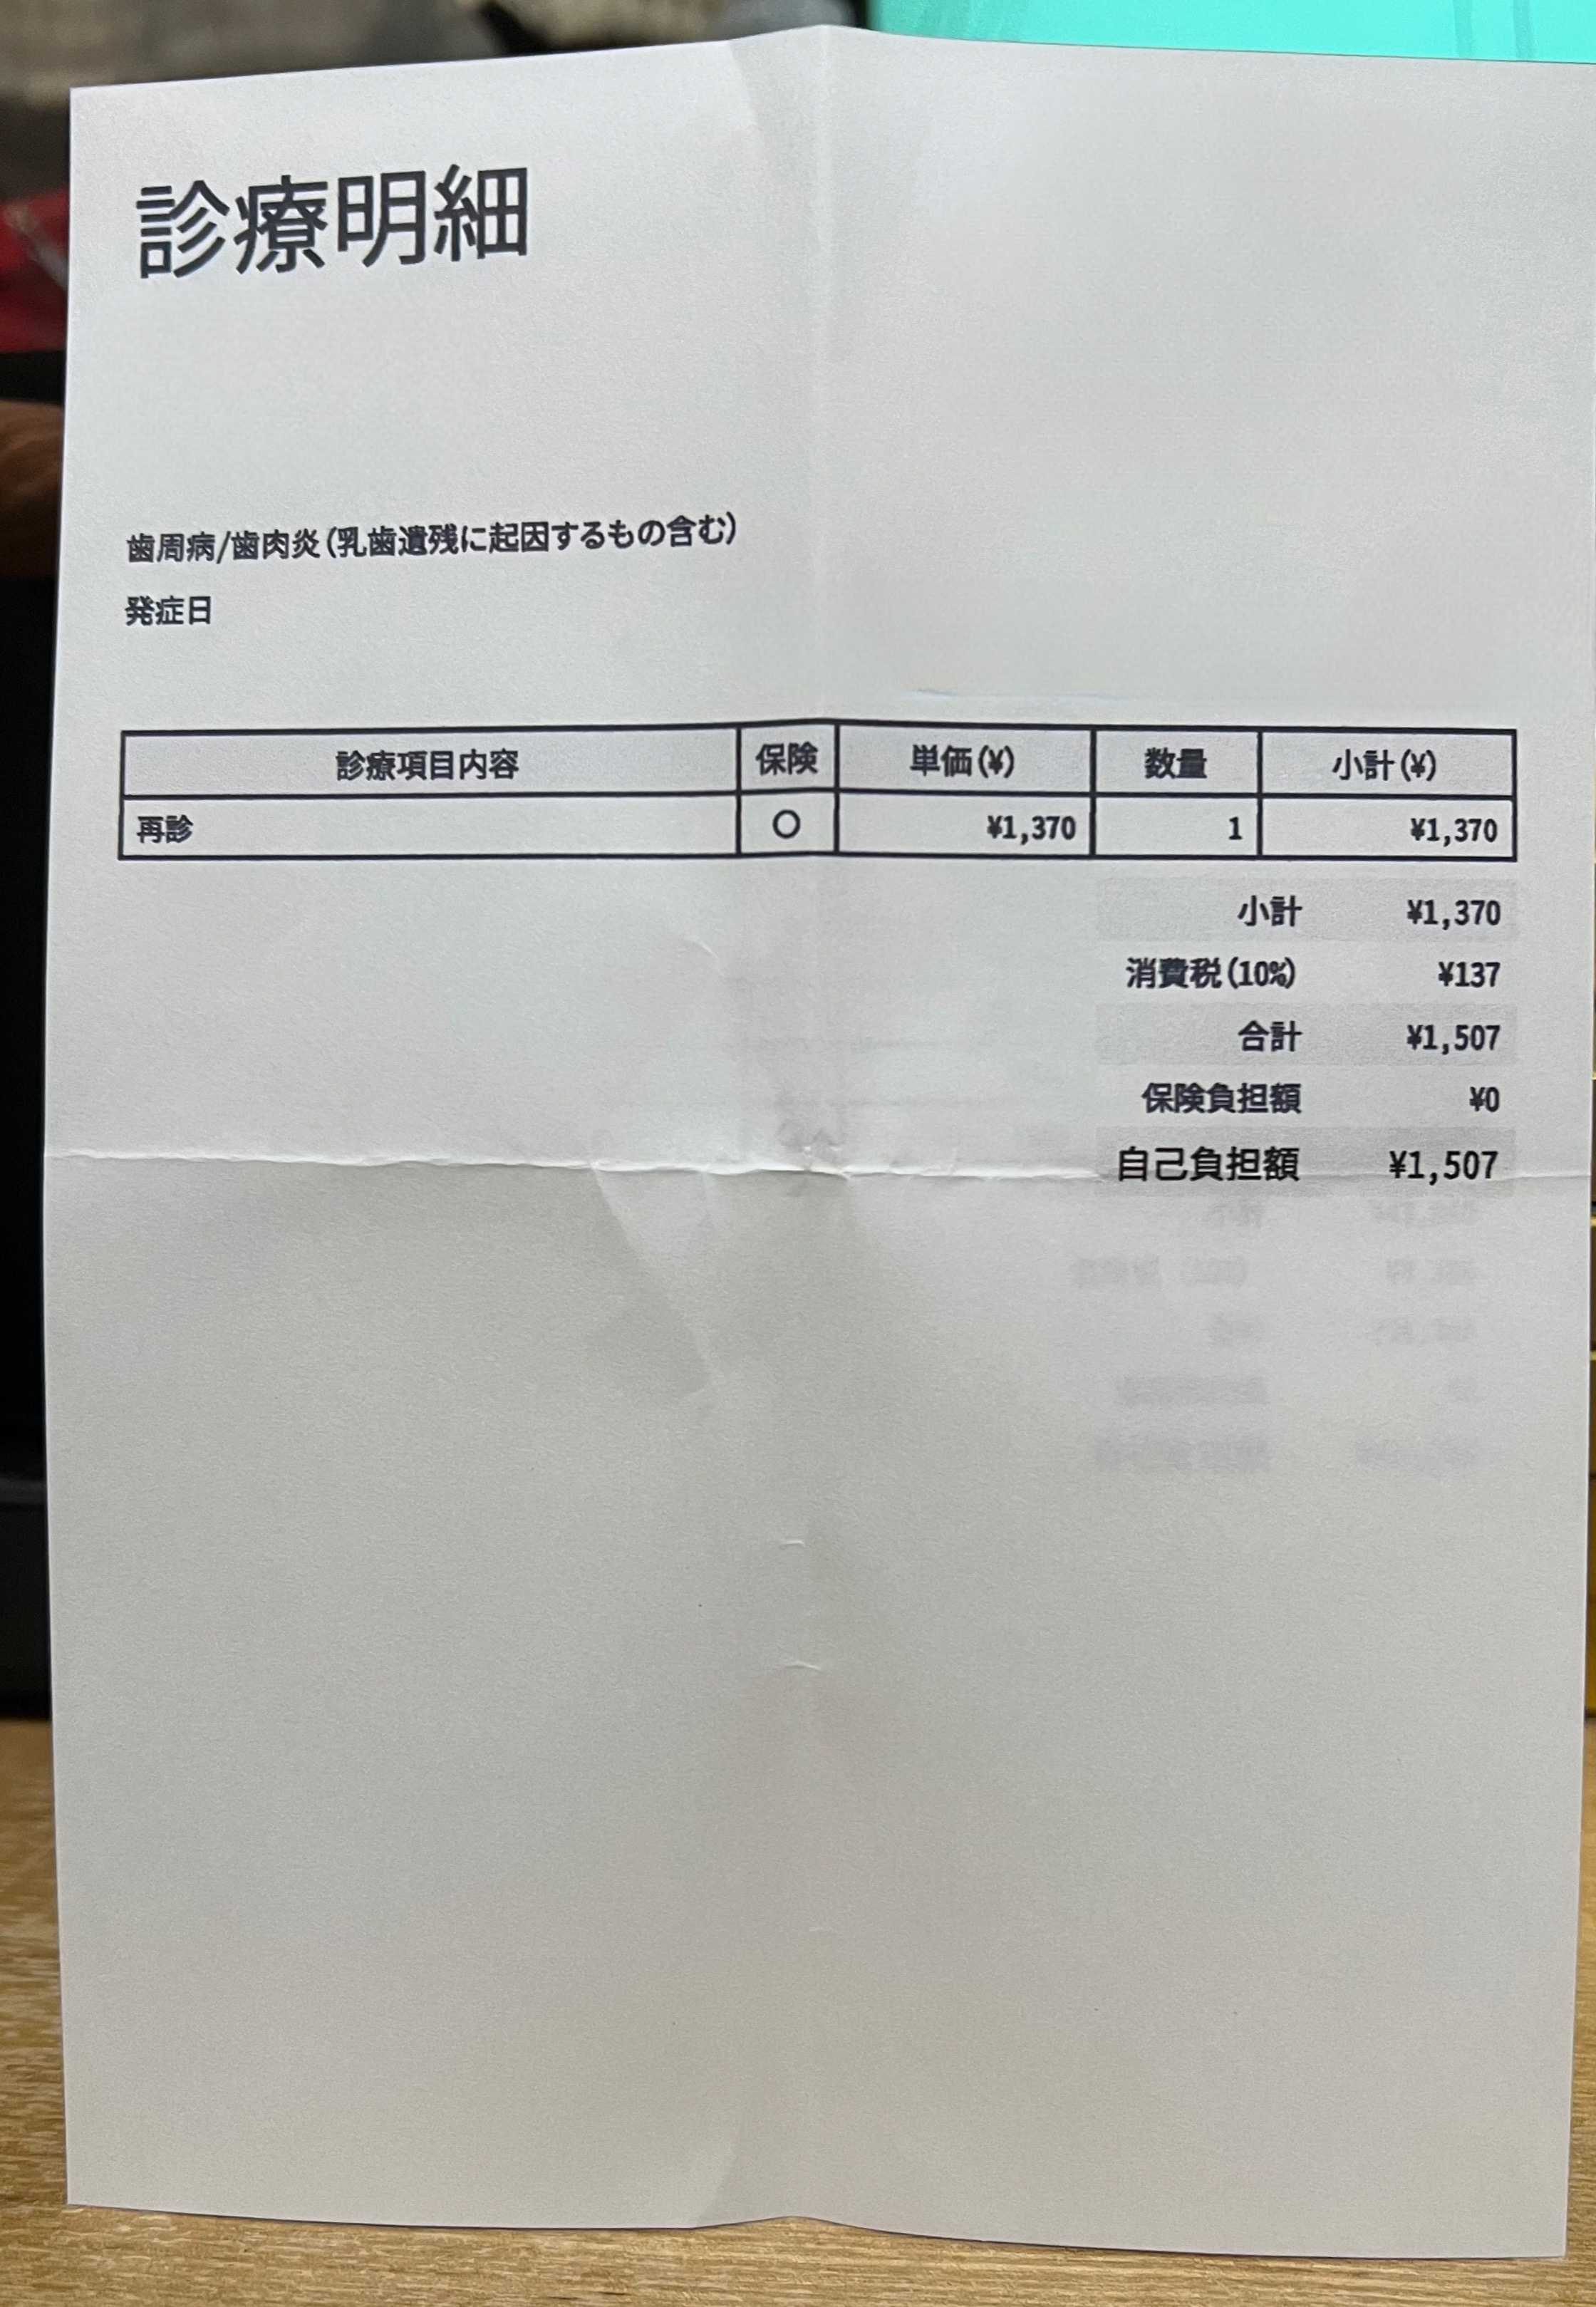 診療明細
歯周病/歯肉炎(乳歯遺残に起因するもの含む)
発症日
診療項目内容 保険 単価(¥) 数量 小計(¥)
再診 〇 ¥1,370 1 ¥1,370
小計 ¥1,370
消費税(10%) ¥137
合計 ¥1,507
保険負担額 ¥0
自己負担額 ¥1,507